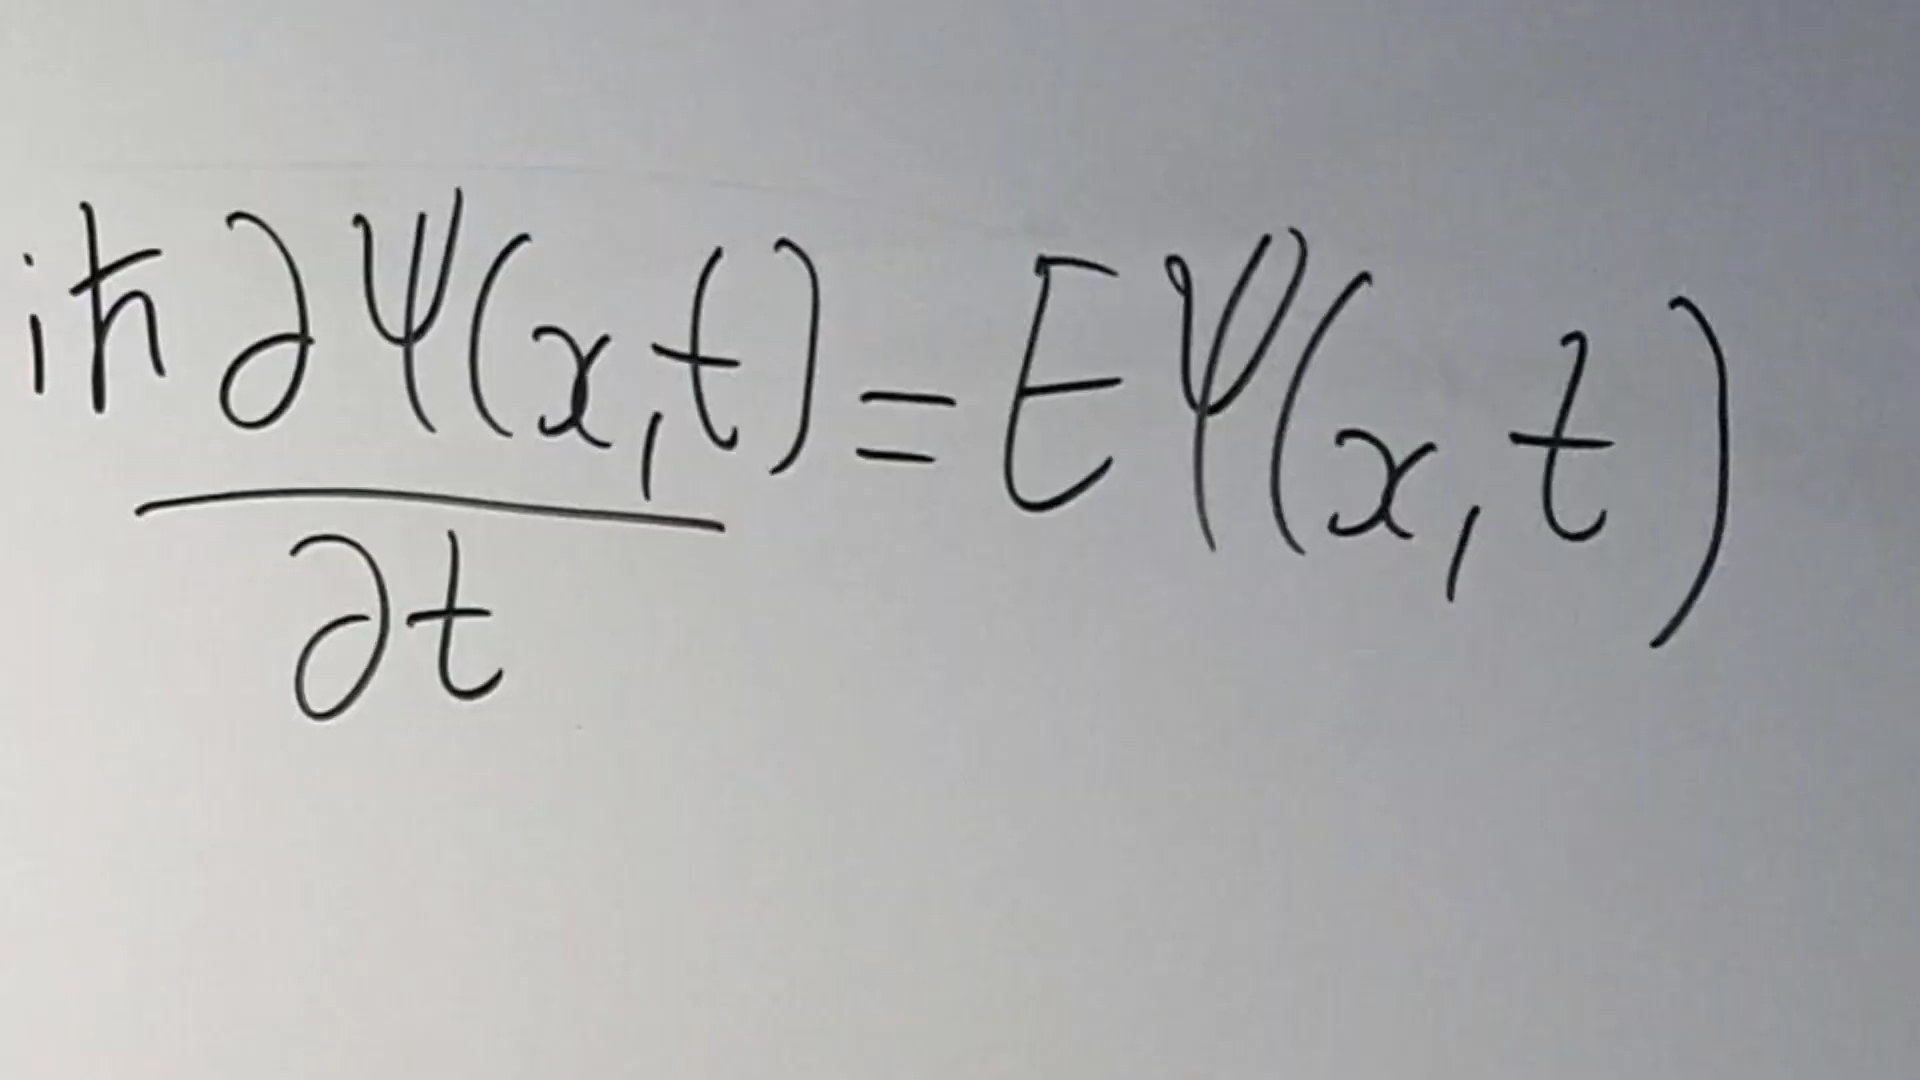 iħ ∂Ψ(x,t) = EΨ(x,t)
∂t